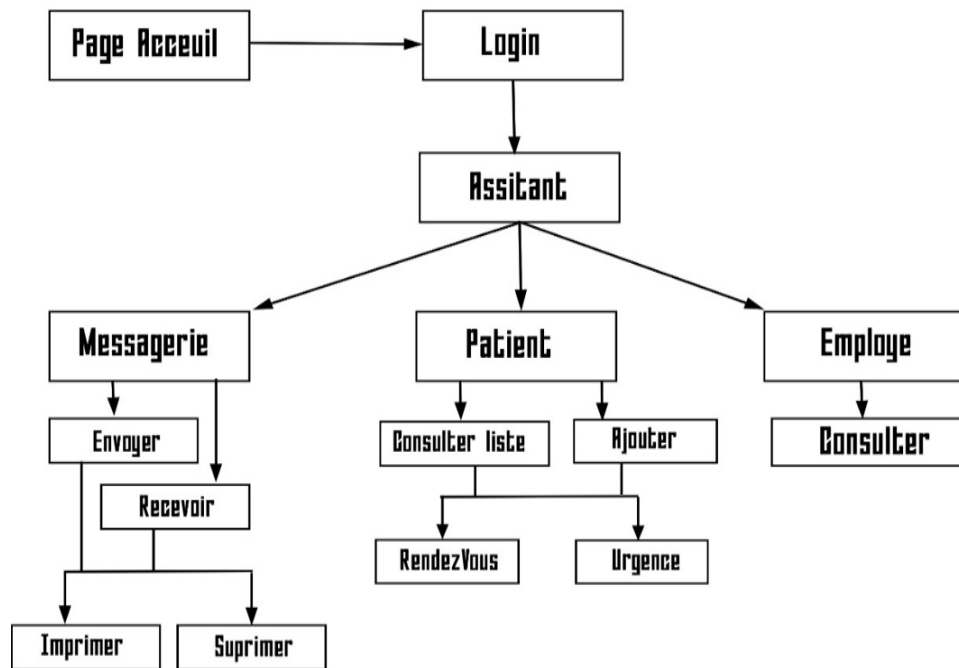 Page Acceuil
Login
Assitant
Messagerie
Patient
Employe
Envoyer
Consulter liste
Ajouter
Consulter
Recevoir
RendezVous
Urgence
Imprimer
Suprimer